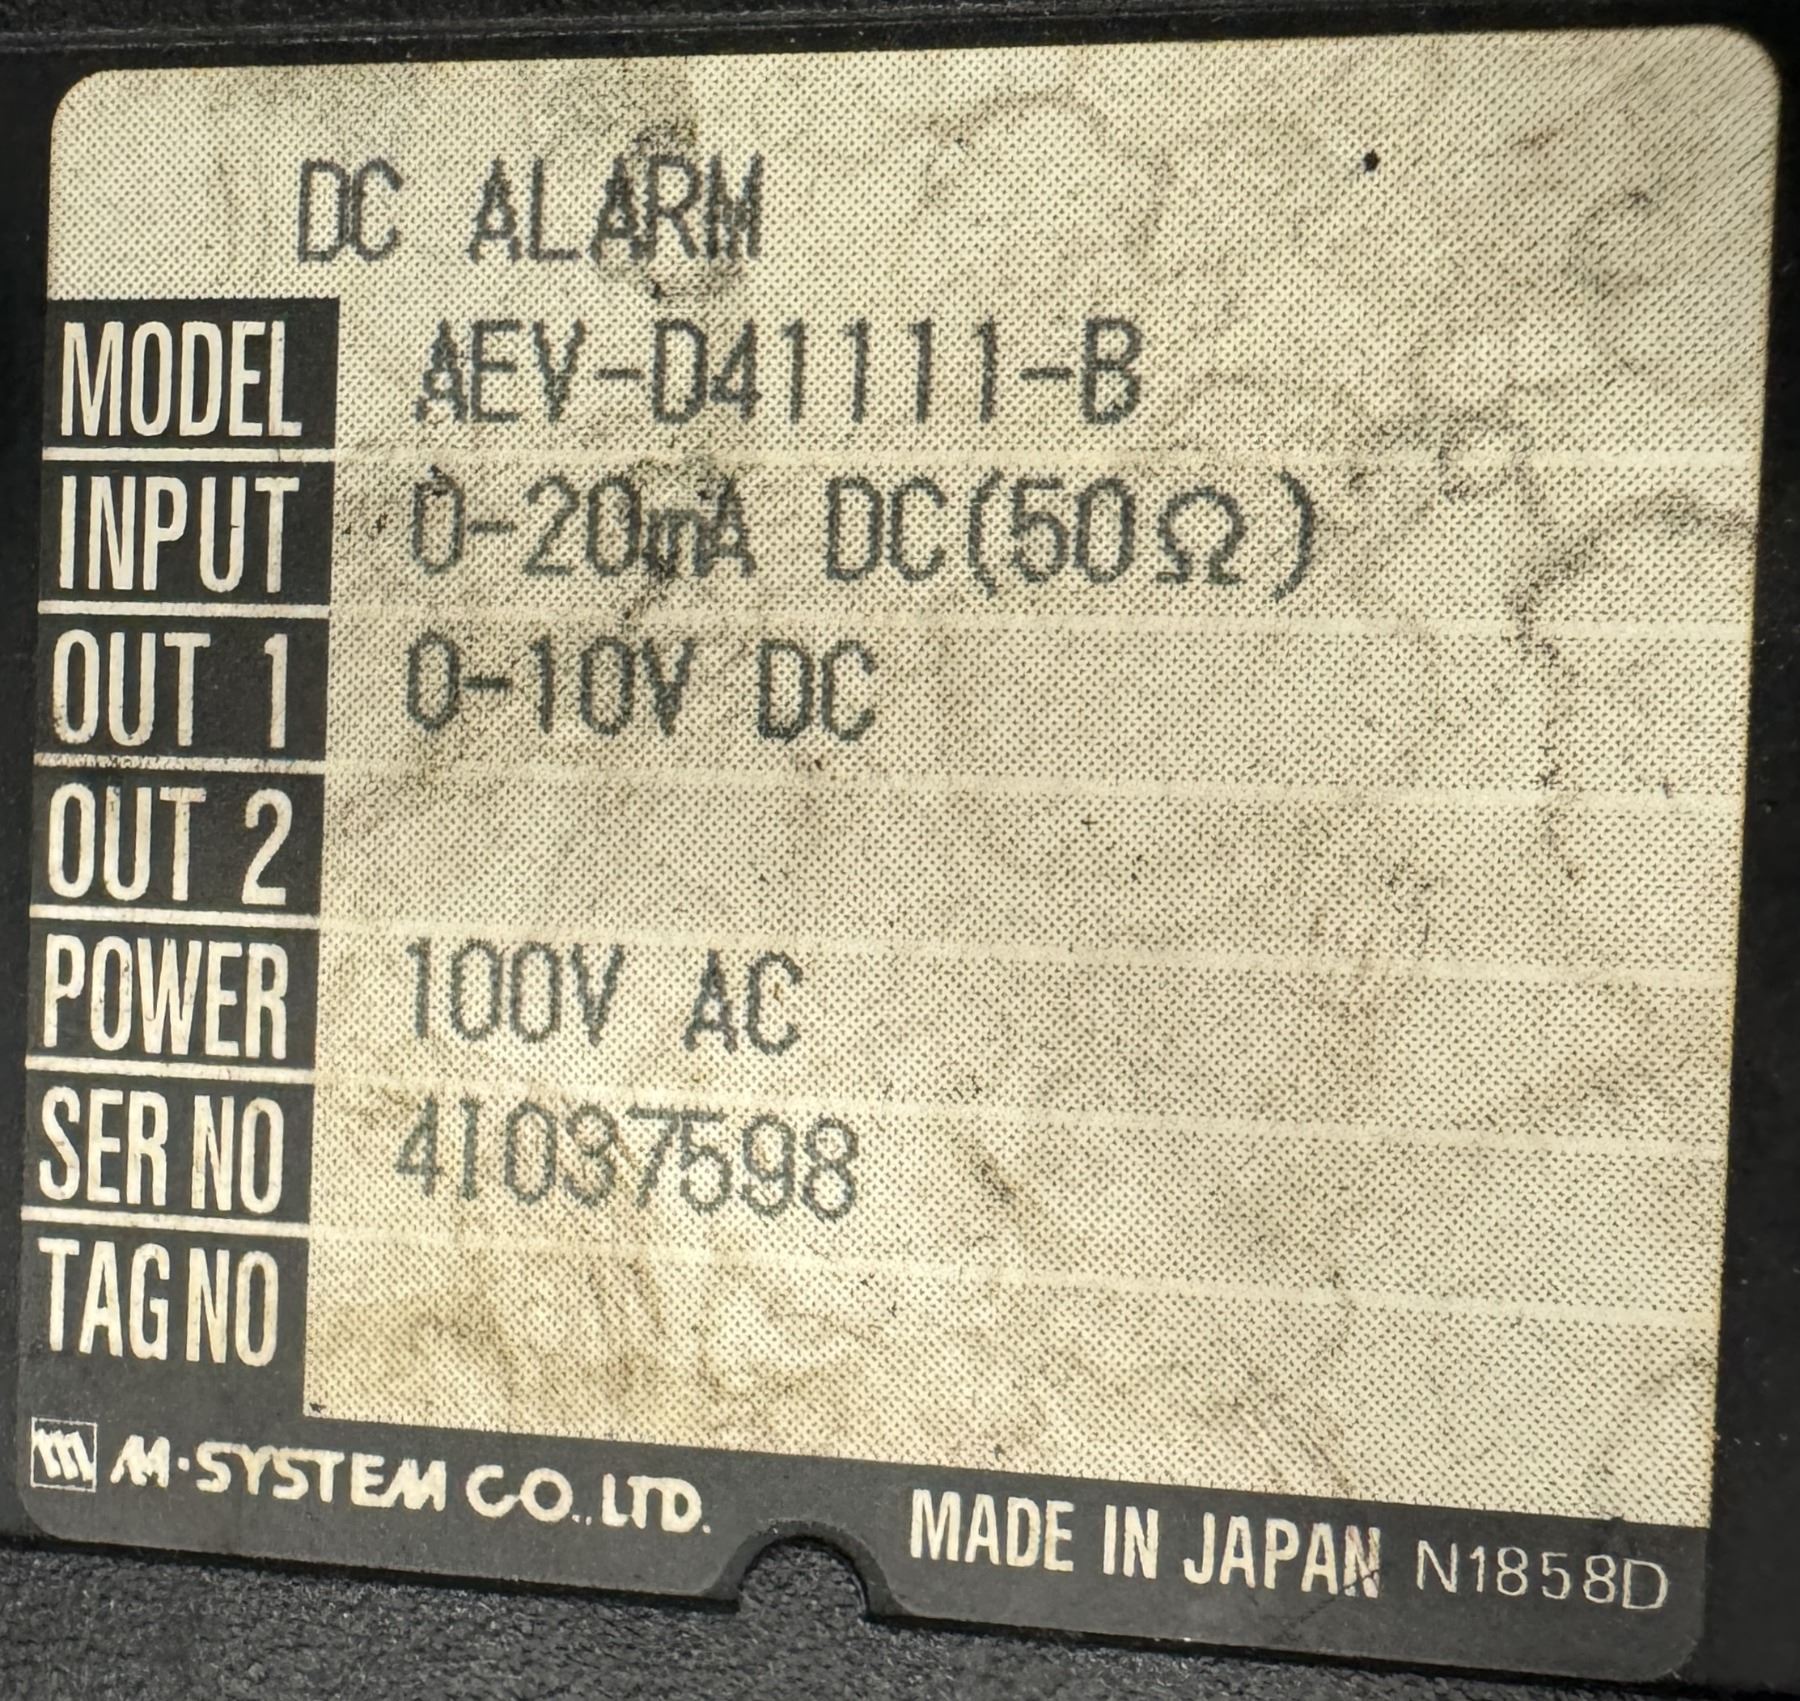 DC ALARM
MODEL AEV-D41111-B
INPUT 0-20mA DC(50Ω)
OUT 1 0-10V DC
OUT 2
POWER 100V AC
SER NO 4I037598
TAG NO
M·SYSTEM CO.,LTD. MADE IN JAPAN N1858D